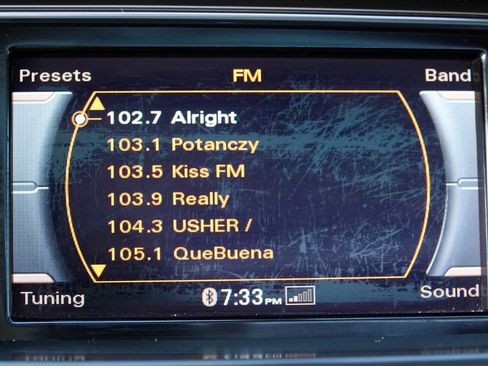 Presets FM Band
102.7 Alright
103.1 Potanczy
103.5 Kiss FM
103.9 Really
104.3 USHER /
105.1 QueBuena
Tuning 7:33PM Sound